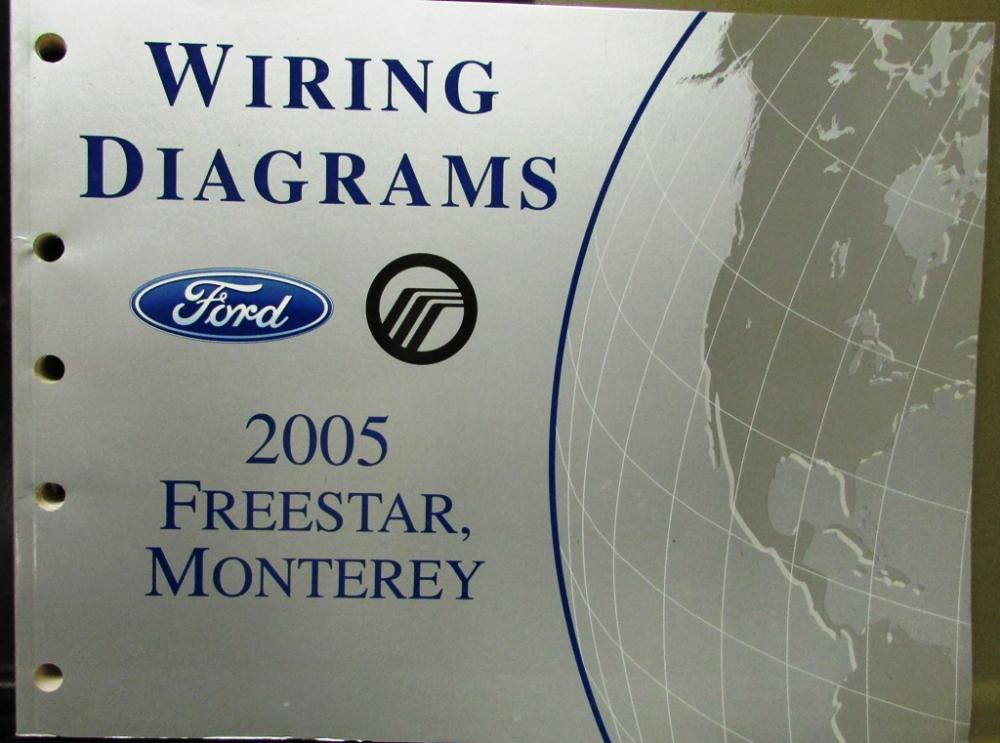 WIRING
DIAGRAMS
Ford
2005
FREESTAR,
MONTEREY